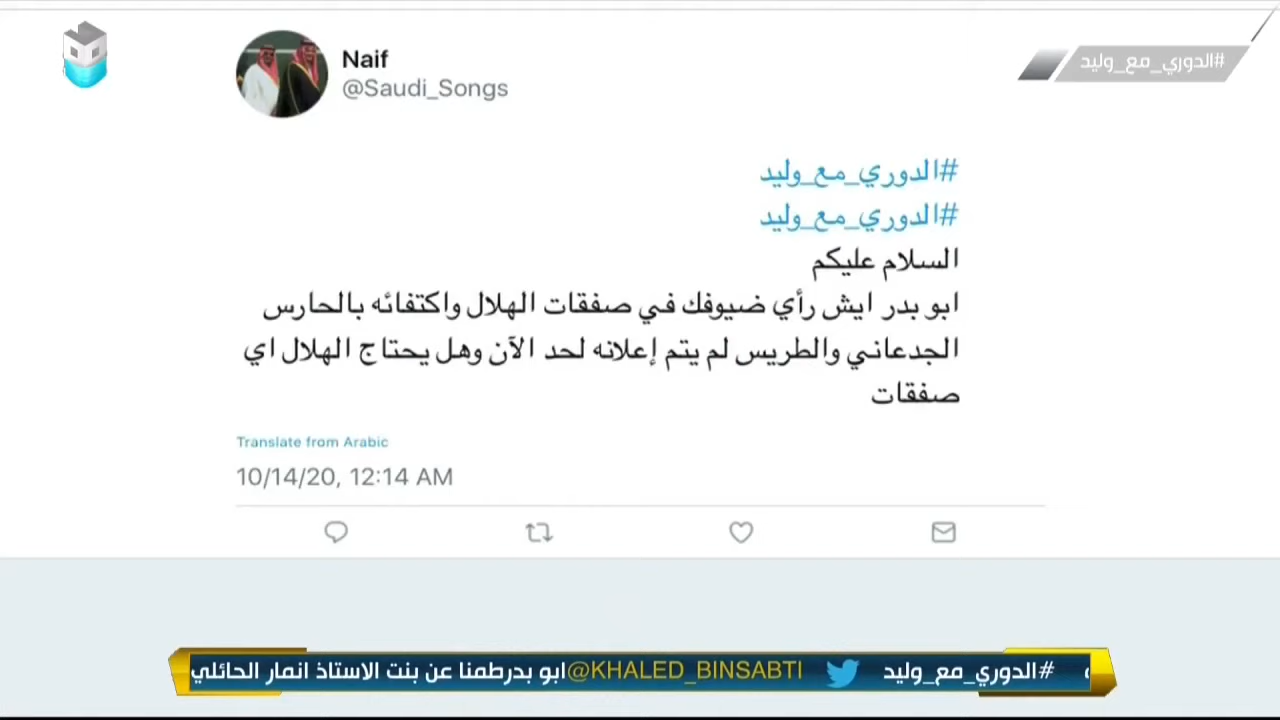 #الدوري_مع_وليد
Naif
@Saudi_Songs
#الدوري_مع_وليد
#الدوري_مع_وليد
السلام عليكم
ابو بدر ايش رأي ضيوفك في صفقات الهلال واكتفائه بالحارس
الجدعاني والطريس لم يتم إعلانه لحد الآن وهل يحتاج الهلال اي
صفقات
Translate from Arabic
10/14/20, 12:14 AM
#الدوري_مع_وليد @KHALED_BINSABTI ابو بدرطمنا عن بنت الاستاذ انمار الحائلي